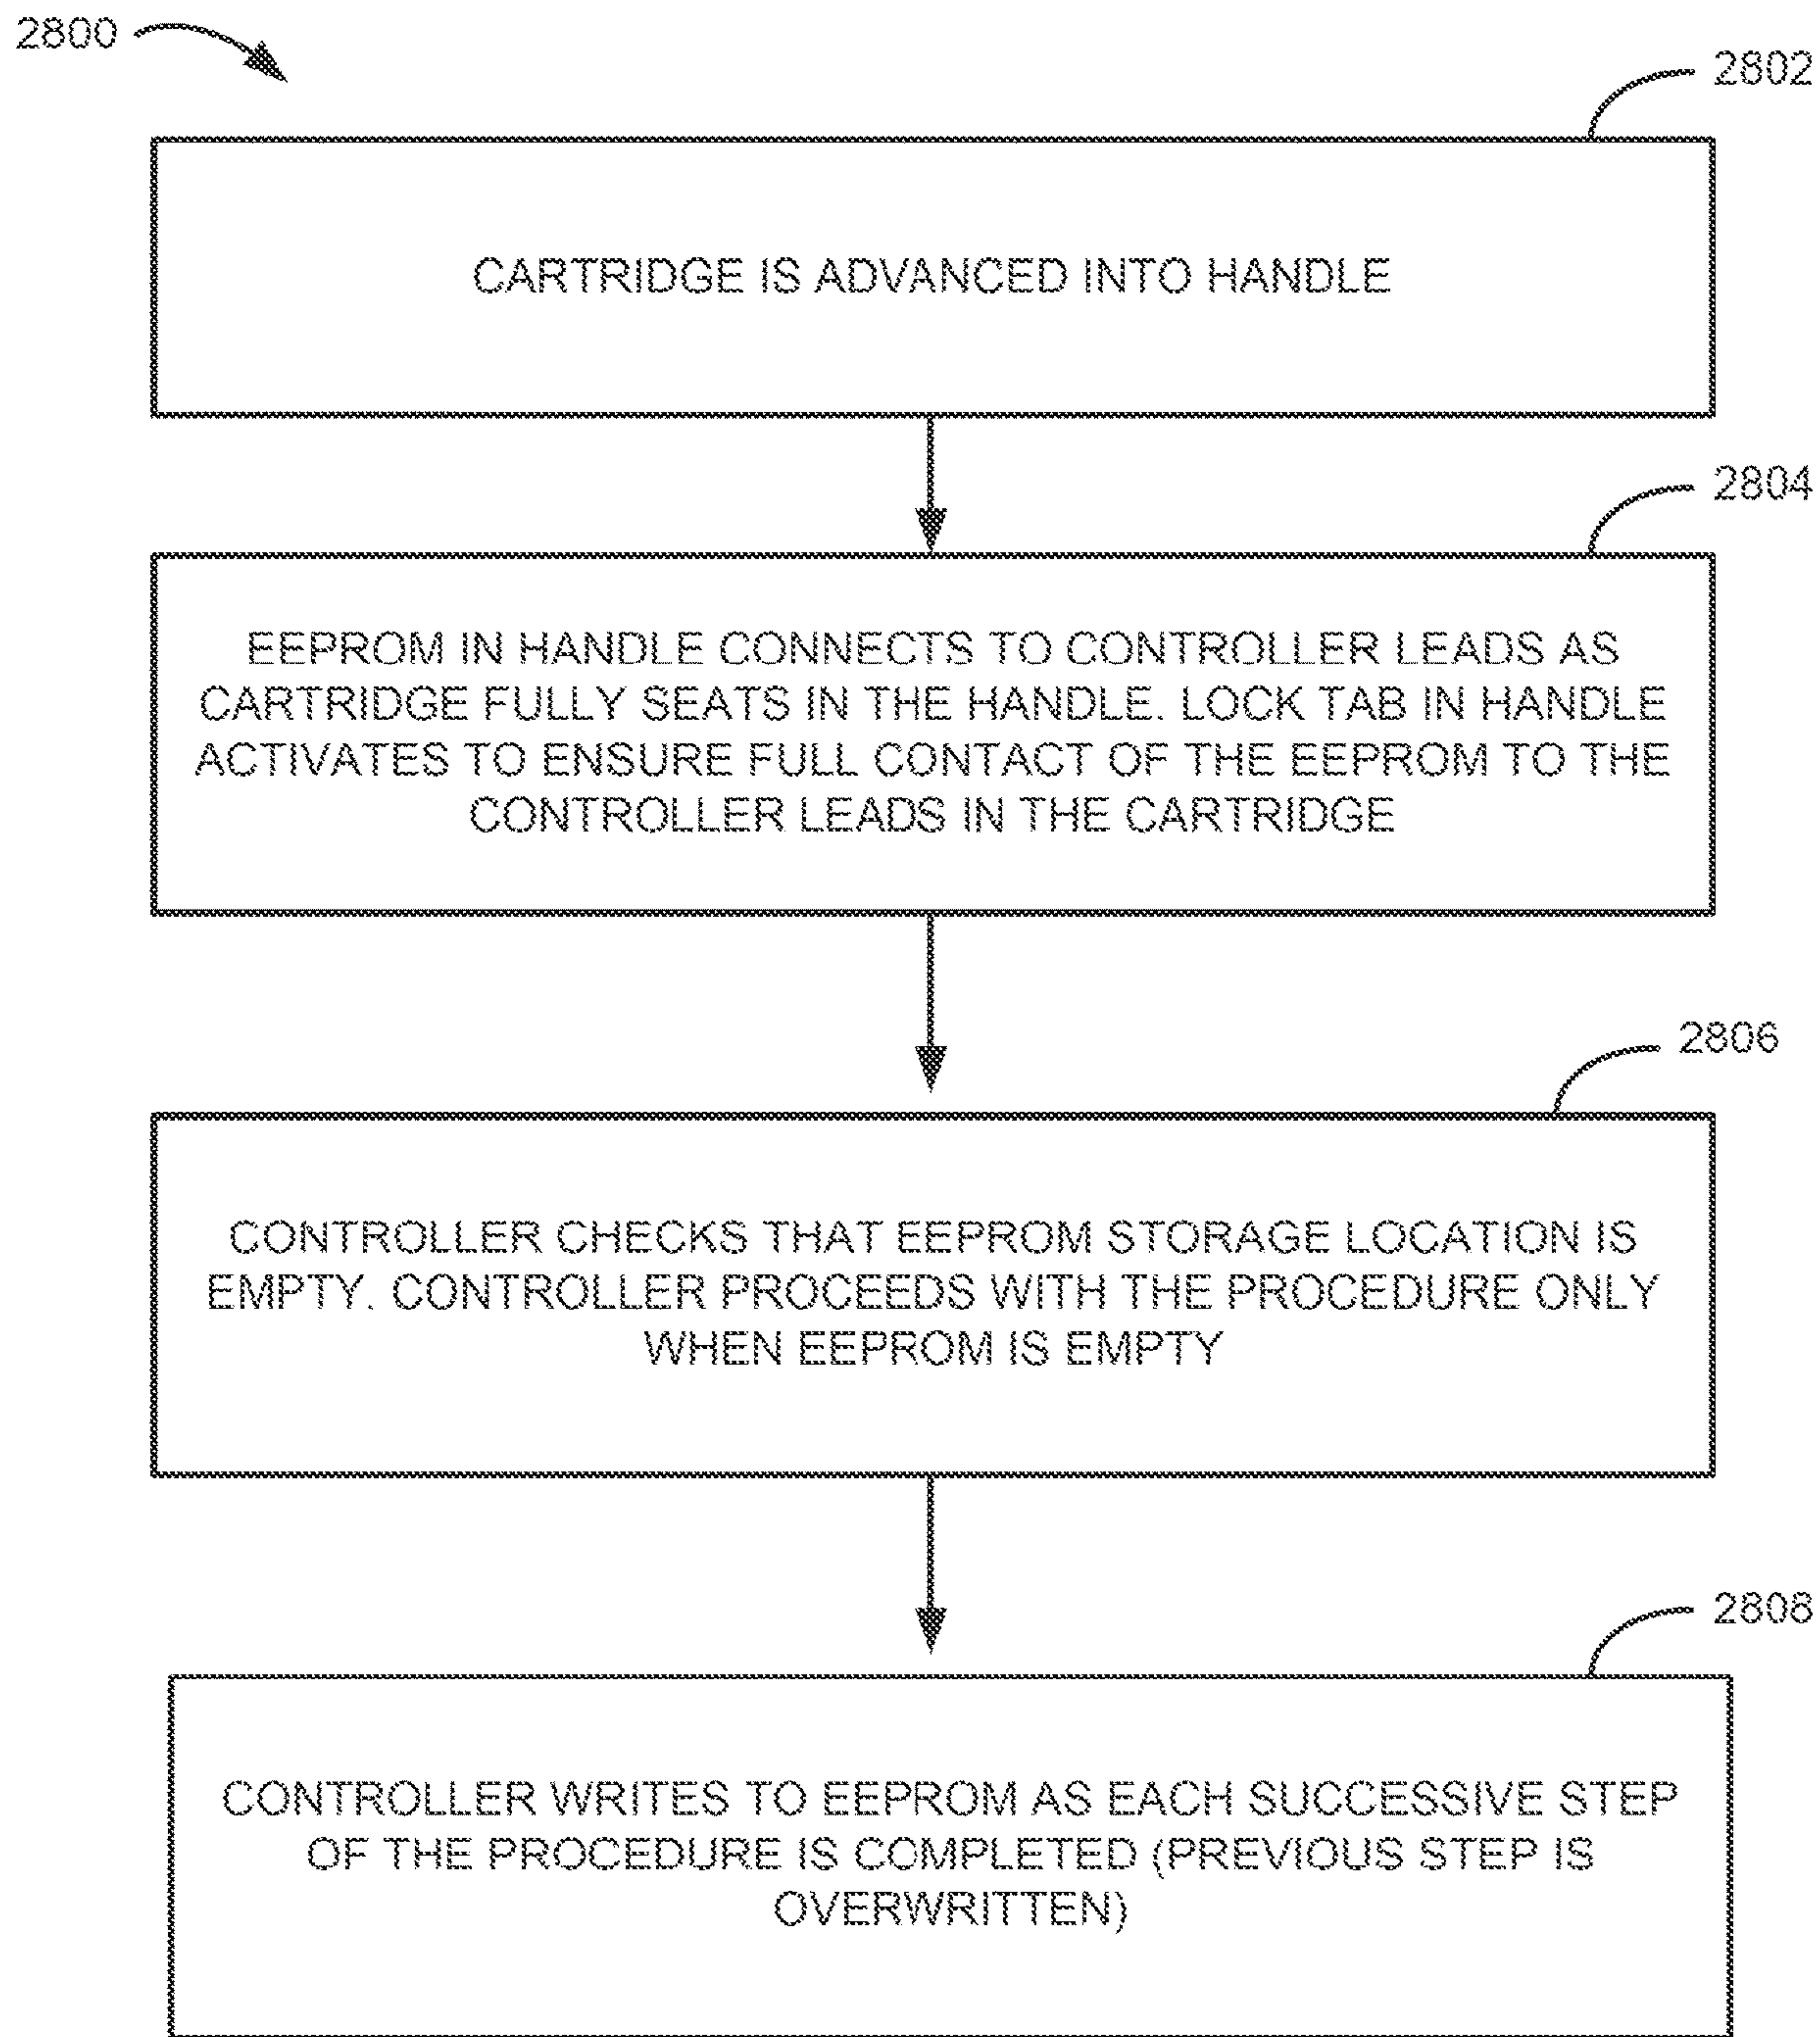 2800
2802
CARTRIDGE IS ADVANCED INTO HANDLE
2804
EEPROM IN HANDLE CONNECTS TO CONTROLLER LEADS AS
CARTRIDGE FULLY SEATS IN THE HANDLE. LOCK TAB IN HANDLE
ACTIVATES TO ENSURE FULL CONTACT OF THE EEPROM TO THE
CONTROLLER LEADS IN THE CARTRIDGE
2806
CONTROLLER CHECKS THAT EEPROM STORAGE LOCATION IS
EMPTY. CONTROLLER PROCEEDS WITH THE PROCEDURE ONLY
WHEN EEPROM IS EMPTY
2808
CONTROLLER WRITES TO EEPROM AS EACH SUCCESSIVE STEP
OF THE PROCEDURE IS COMPLETED (PREVIOUS STEP IS
OVERWRITTEN)